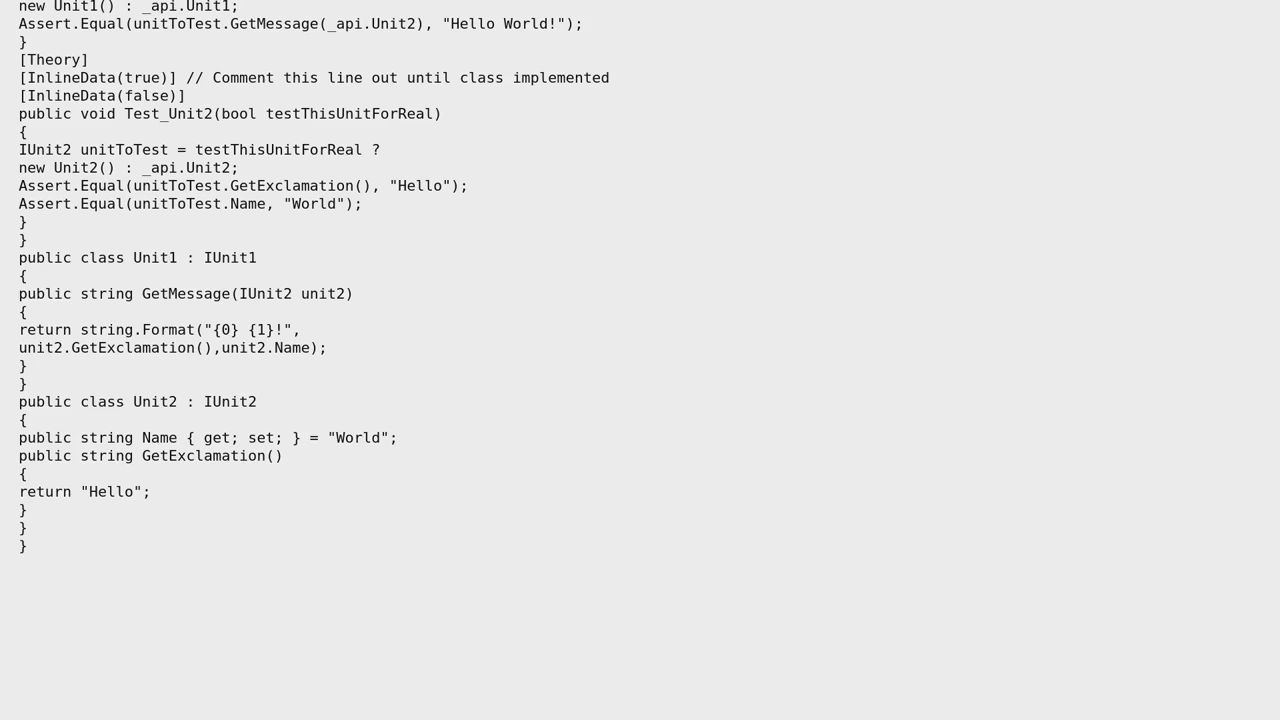 new Unit1() : _api.Unit1;
Assert.Equal(unitToTest.GetMessage(_api.Unit2), "Hello World!");
}
[Theory]
[InlineData(true)] // Comment this line out until class implemented
[InlineData(false)]
public void Test_Unit2(bool testThisUnitForReal)
{
IUnit2 unitToTest = testThisUnitForReal ?
new Unit2() : _api.Unit2;
Assert.Equal(unitToTest.GetExclamation(), "Hello");
Assert.Equal(unitToTest.Name, "World");
}
}
public class Unit1 : IUnit1
{
public string GetMessage(IUnit2 unit2)
{
return string.Format("{0} {1}!",
unit2.GetExclamation(),unit2.Name);
}
}
public class Unit2 : IUnit2
{
public string Name { get; set; } = "World";
public string GetExclamation()
{
return "Hello";
}
}
}